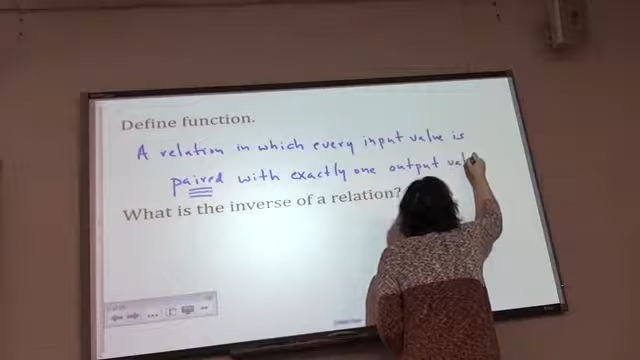 Define function.
A relation in which every input value is
paired with exactly one output val
What is the inverse of a relation?